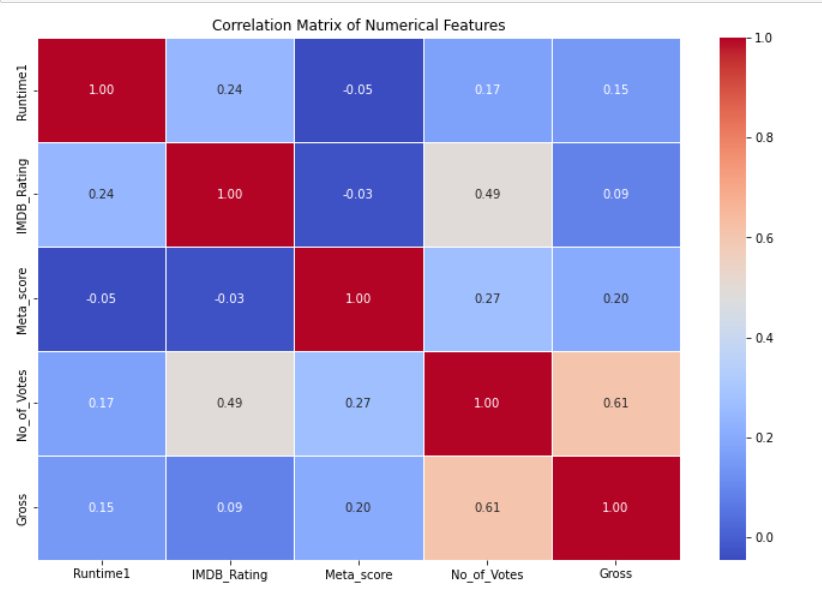 Correlation Matrix of Numerical Features
Runtime1 1.00 0.24 -0.05 0.17 0.15
IMDB_Rating 0.24 1.00 -0.03 0.49 0.09
Meta_score -0.05 -0.03 1.00 0.27 0.20
No_of_Votes 0.17 0.49 0.27 1.00 0.61
Gross 0.15 0.09 0.20 0.61 1.00
Runtime1 IMDB_Rating Meta_score No_of_Votes Gross
1.0
0.8
0.6
0.4
0.2
0.0